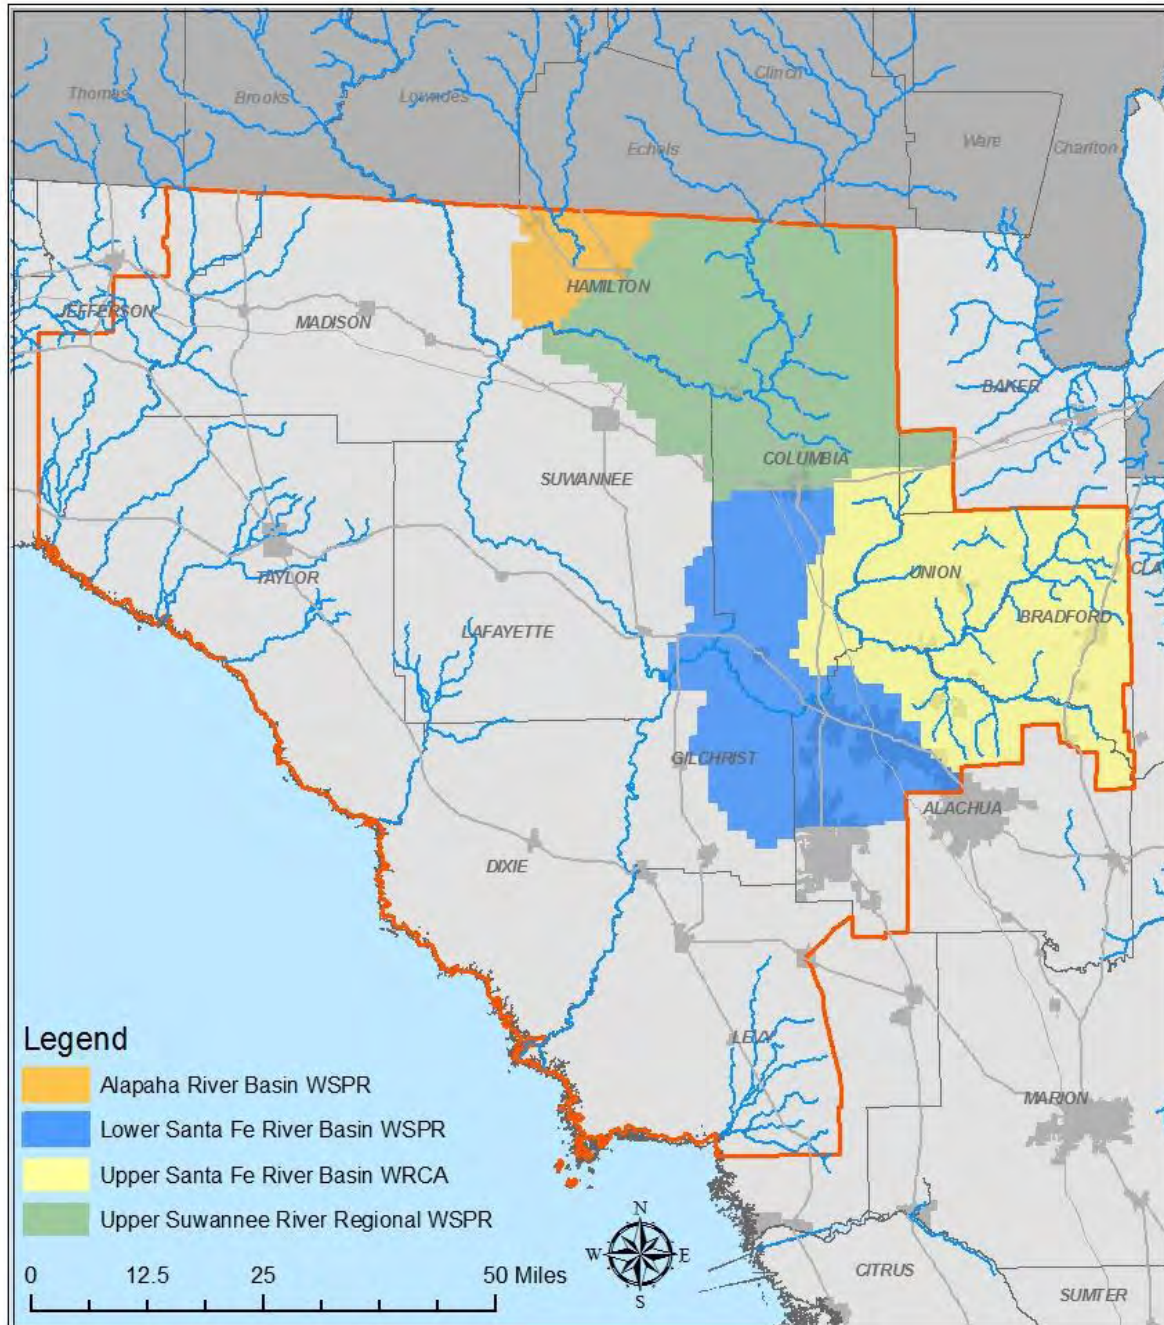 Thomas
Brooks
Lowndes
Clinch
Echols
Ware
Charlton
HAMILTON
JEFFERSON
MADISON
BAKER
COLUMBIA
SUWANNEE
TAYLOR
UNION
CLA
BRADFORD
LAFAYETTE
GILCHRIST
ALACHUA
DIXIE
LEVY
MARION
CITRUS
SUMTER
Legend
Alapaha River Basin WSPR
Lower Santa Fe River Basin WSPR
Upper Santa Fe River Basin WRCA
Upper Suwannee River Regional WSPR
N
W E
S
0 12.5 25 50 Miles